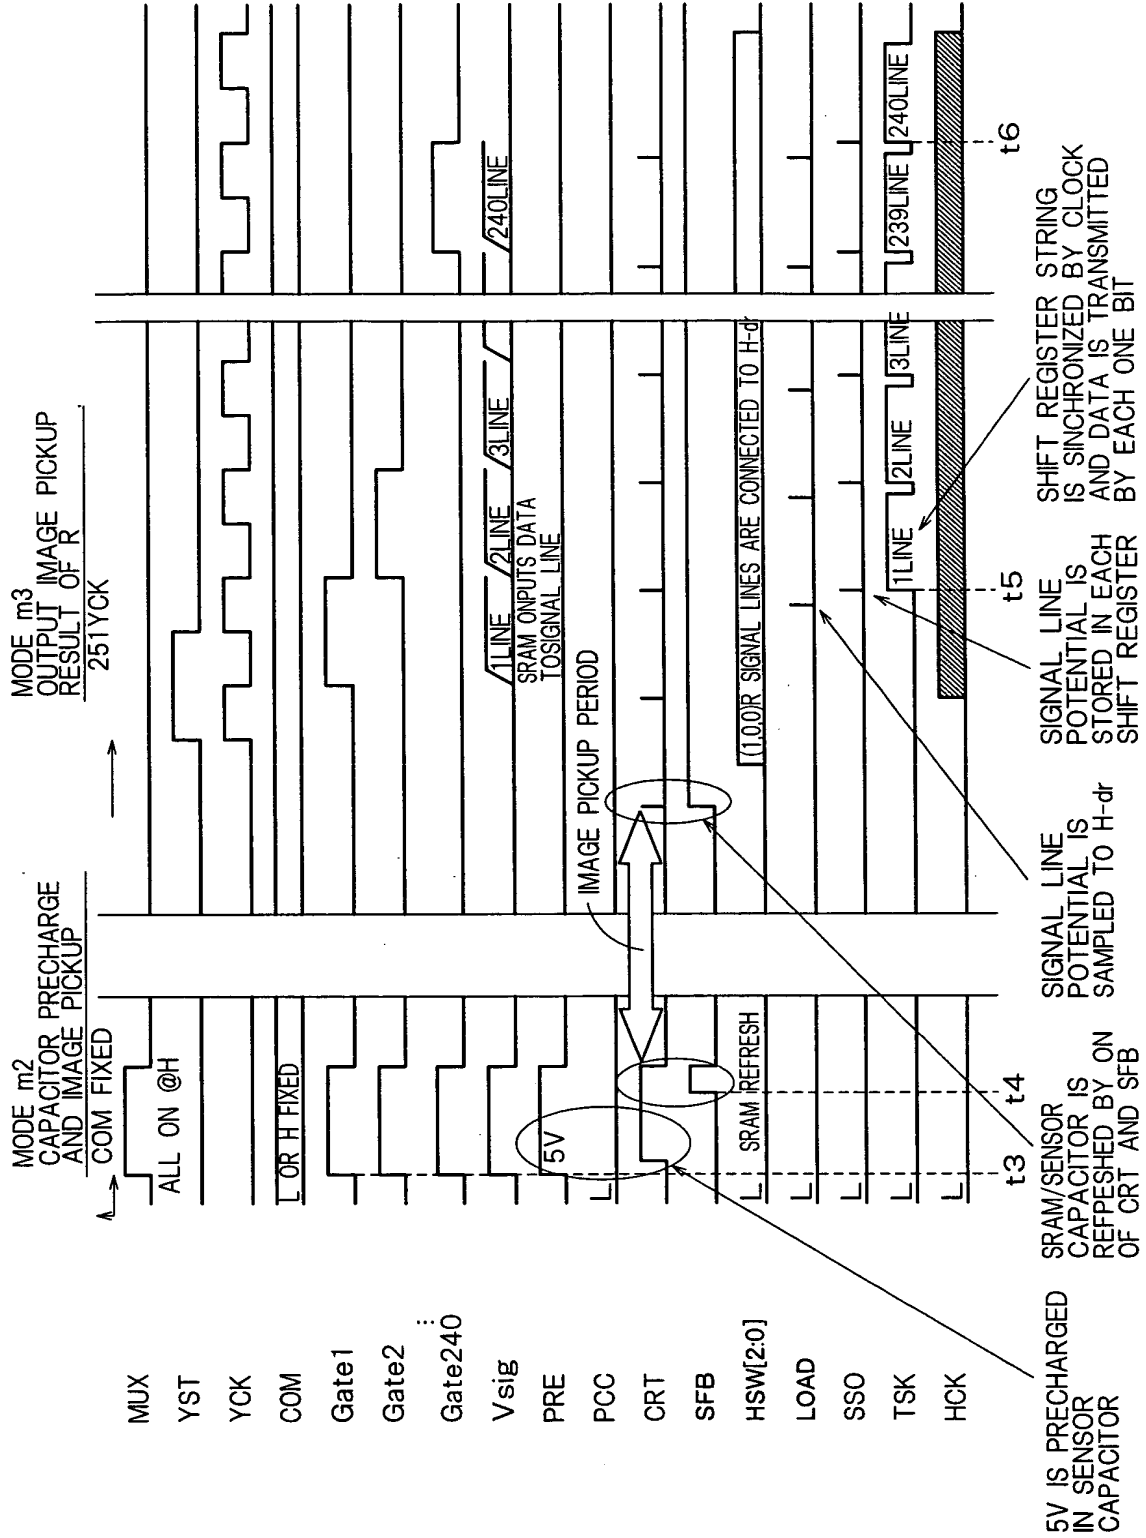 MODE m2
CAPACITOR PRECHARGE
AND IMAGE PICKUP
COM FIXED
MODE m3
OUTPUT IMAGE PICKUP
RESULT OF R
251YCK
MUX
ALL ON @H
YST
YCK
COM
L OR H FIXED
Gate1
Gate2
⋮
Gate240
Vsig
1LINE
2LINE
3LINE
240LINE
SRAM ONPUTS DATA
TOSIGNAL LINE
PRE
5V
PCC
L
IMAGE PICKUP PERIOD
CRT
SFB
HSW[2:0]
L
SRAM REFRESH
(1,0,0)R SIGNAL LINES ARE CONNECTED TO H-dr
LOAD
L
SSO
L
TSK
L
1LINE
2LINE
3LINE
239LINE
240LINE
HCK
L
t3
t4
t5
t6
5V IS PRECHARGED
IN SENSOR
CAPACITOR
SRAM/SENSOR
CAPACITOR IS
REFPESHED BY ON
OF CRT AND SFB
SIGNAL LINE
POTENTIAL IS
SAMPLED TO H-dr
SIGNAL LINE
POTENTIAL IS
STORED IN EACH
SHIFT REGISTER
SHIFT REGISTER STRING
IS SINCHRONIZED BY CLOCK
AND DATA IS TRANSMITTED
BY EACH ONE BIT